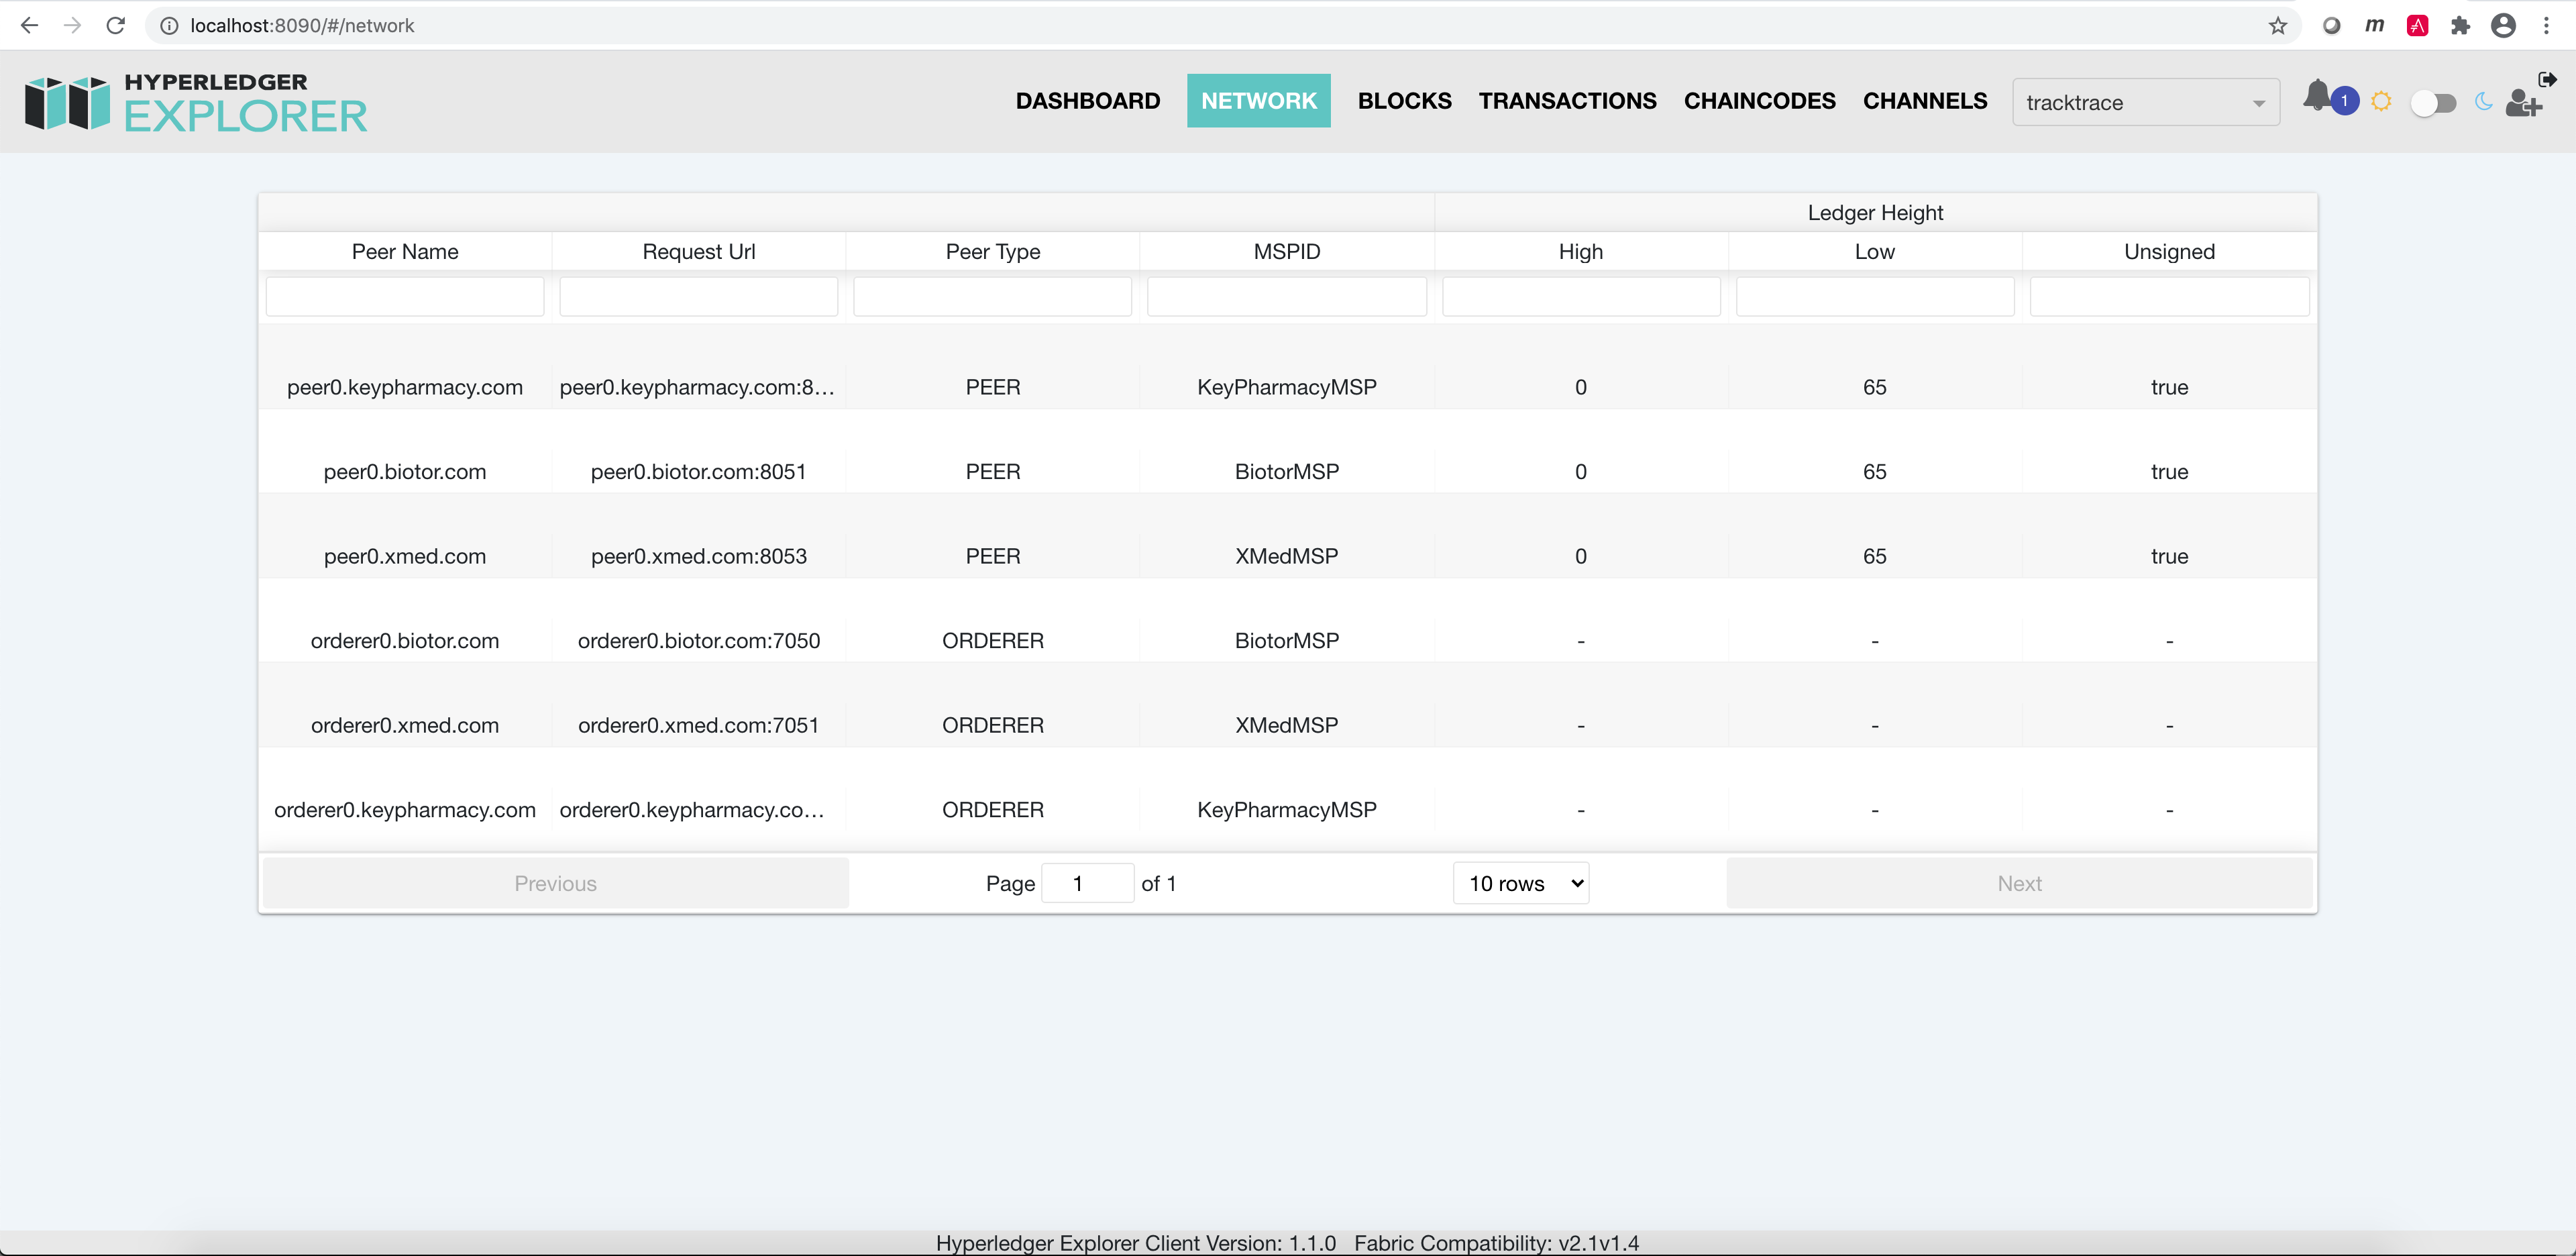 localhost:8090/#/network
HYPERLEDGER
EXPLORER
DASHBOARD NETWORK BLOCKS TRANSACTIONS CHAINCODES CHANNELS tracktrace 1
Ledger Height
Peer Name Request Url Peer Type MSPID High Low Unsigned
peer0.keypharmacy.com peer0.keypharmacy.com:8… PEER KeyPharmacyMSP 0 65 true
peer0.biotor.com peer0.biotor.com:8051 PEER BiotorMSP 0 65 true
peer0.xmed.com peer0.xmed.com:8053 PEER XMedMSP 0 65 true
orderer0.biotor.com orderer0.biotor.com:7050 ORDERER BiotorMSP - - -
orderer0.xmed.com orderer0.xmed.com:7051 ORDERER XMedMSP - - -
orderer0.keypharmacy.com orderer0.keypharmacy.co… ORDERER KeyPharmacyMSP - - -
Previous Page 1 of 1 10 rows Next
Hyperledger Explorer Client Version: 1.1.0 Fabric Compatibility: v2.1v1.4